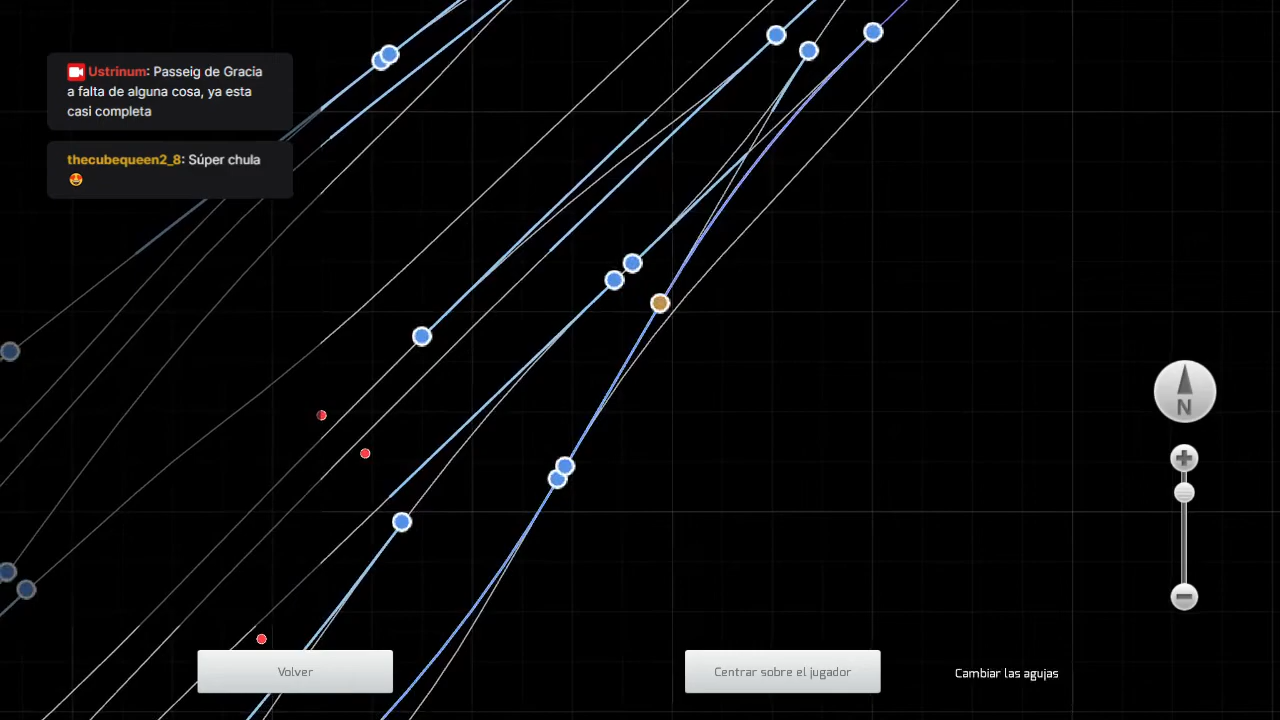 Ustrinum: Passeig de Gracia
a falta de alguna cosa, ya esta
casi completa
thecubequeen2_8: Súper chula
🤩
N
Volver
Centrar sobre el jugador
Cambiar las agujas